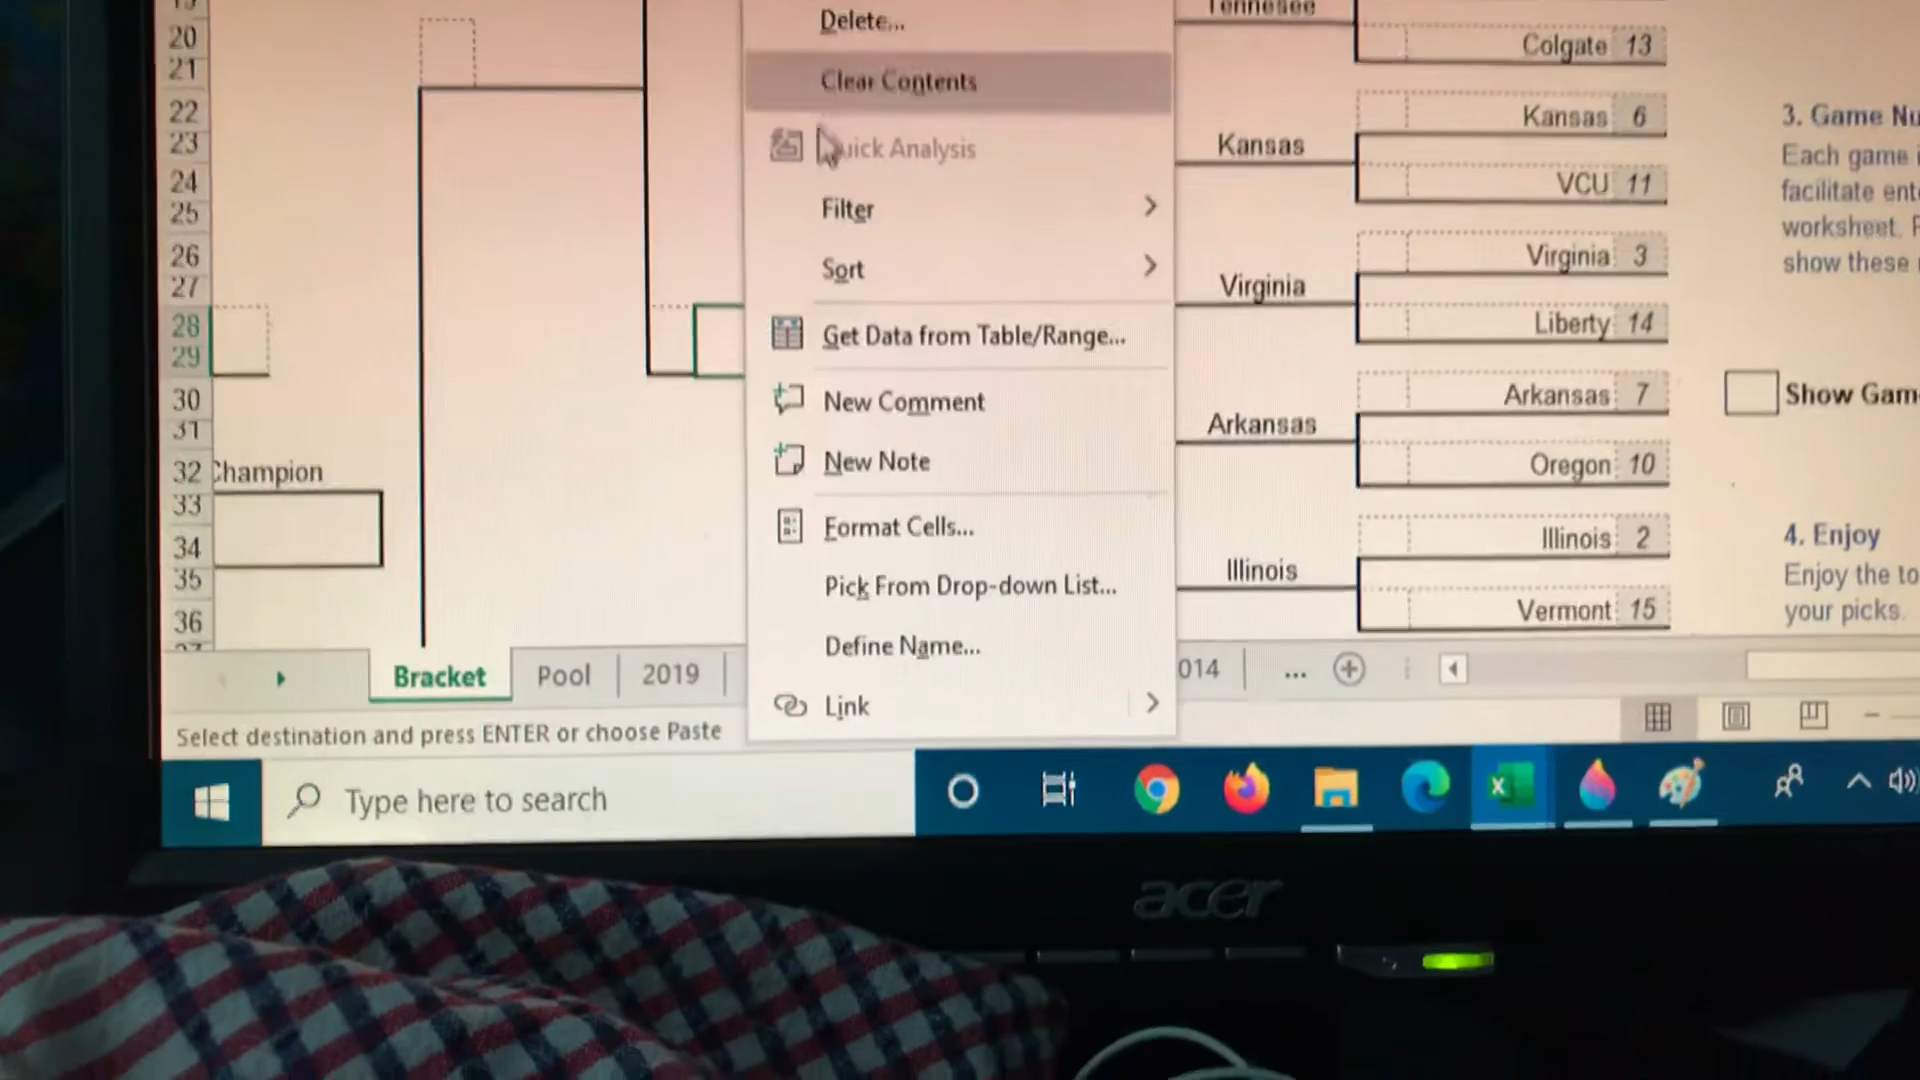 19
20
21
22
23
24
25
26
27
28
29
30
31
32
33
34
35
36
37
Champion
Delete...
Clear Contents
Quick Analysis
Filter
Sort
Get Data from Table/Range...
New Comment
New Note
Format Cells...
Pick From Drop-down List...
Define Name...
Link
Tennesee
Kansas
Virginia
Arkansas
Illinois
Colgate 13
Kansas 6
VCU 11
Virginia 3
Liberty 14
Arkansas 7
Oregon 10
Illinois 2
Vermont 15
3. Game Nu
Each game i
facilitate ente
worksheet.
show these
Show Gam
4. Enjoy
Enjoy the to
your picks.
Bracket Pool 2019 014 ...
Select destination and press ENTER or choose Paste
Type here to search
acer